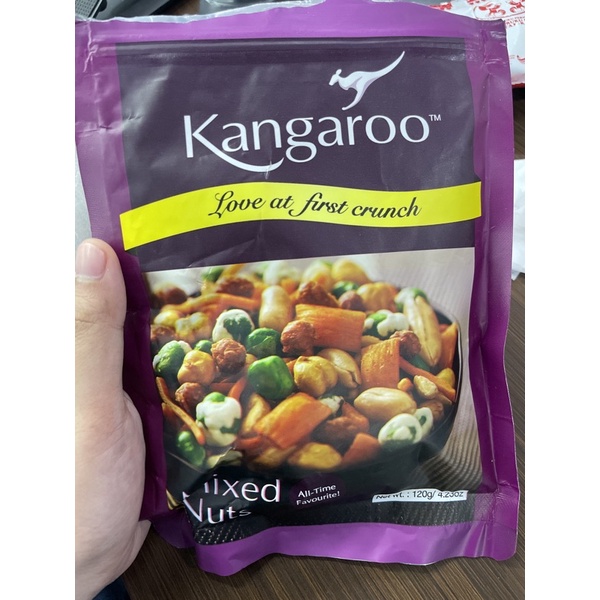 Kangaroo™
Love at first crunch
Mixed
Nuts
All-Time
Favourite!
Net Wt. : 120g/ 4.23oz